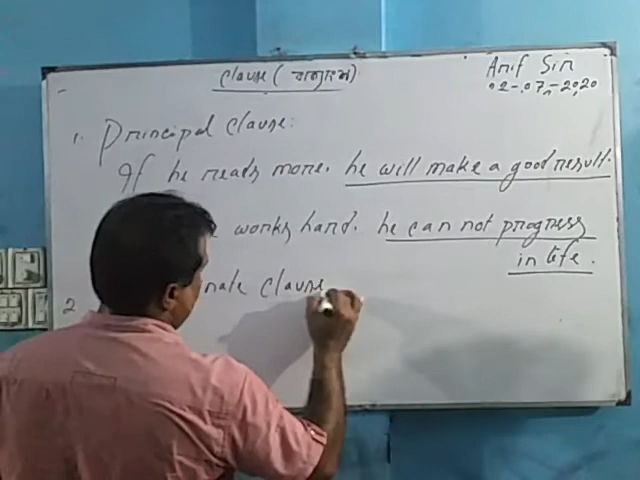 Clause (বাক্যাংশ)
Arif Sir
02-07-2020
1. Principal Clause:
If he reads more, he will make a good result.
works hard. he can not progress
in life.
2
nate clause